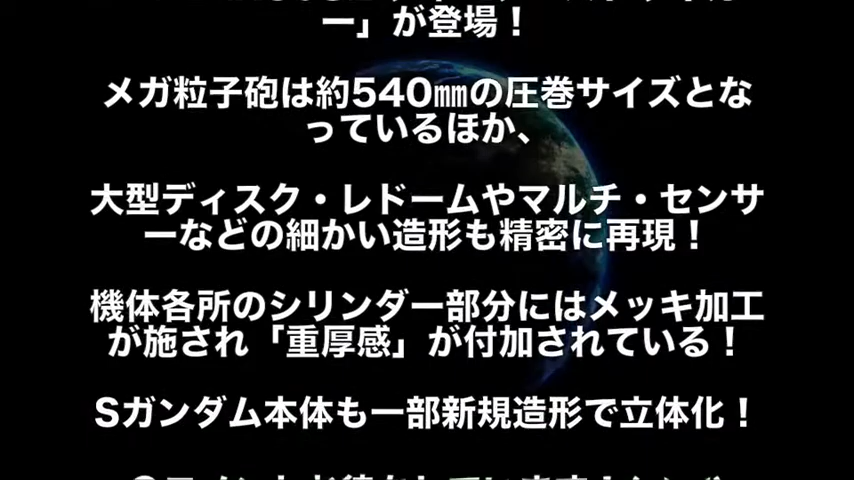 ー」が登場！
メガ粒子砲は約540㎜の圧巻サイズとな
っているほか、
大型ディスク・レドームやマルチ・センサ
ーなどの細かい造形も精密に再現！
機体各所のシリンダー部分にはメッキ加工
が施され「重厚感」が付加されている！
Sガンダム本体も一部新規造形で立体化！